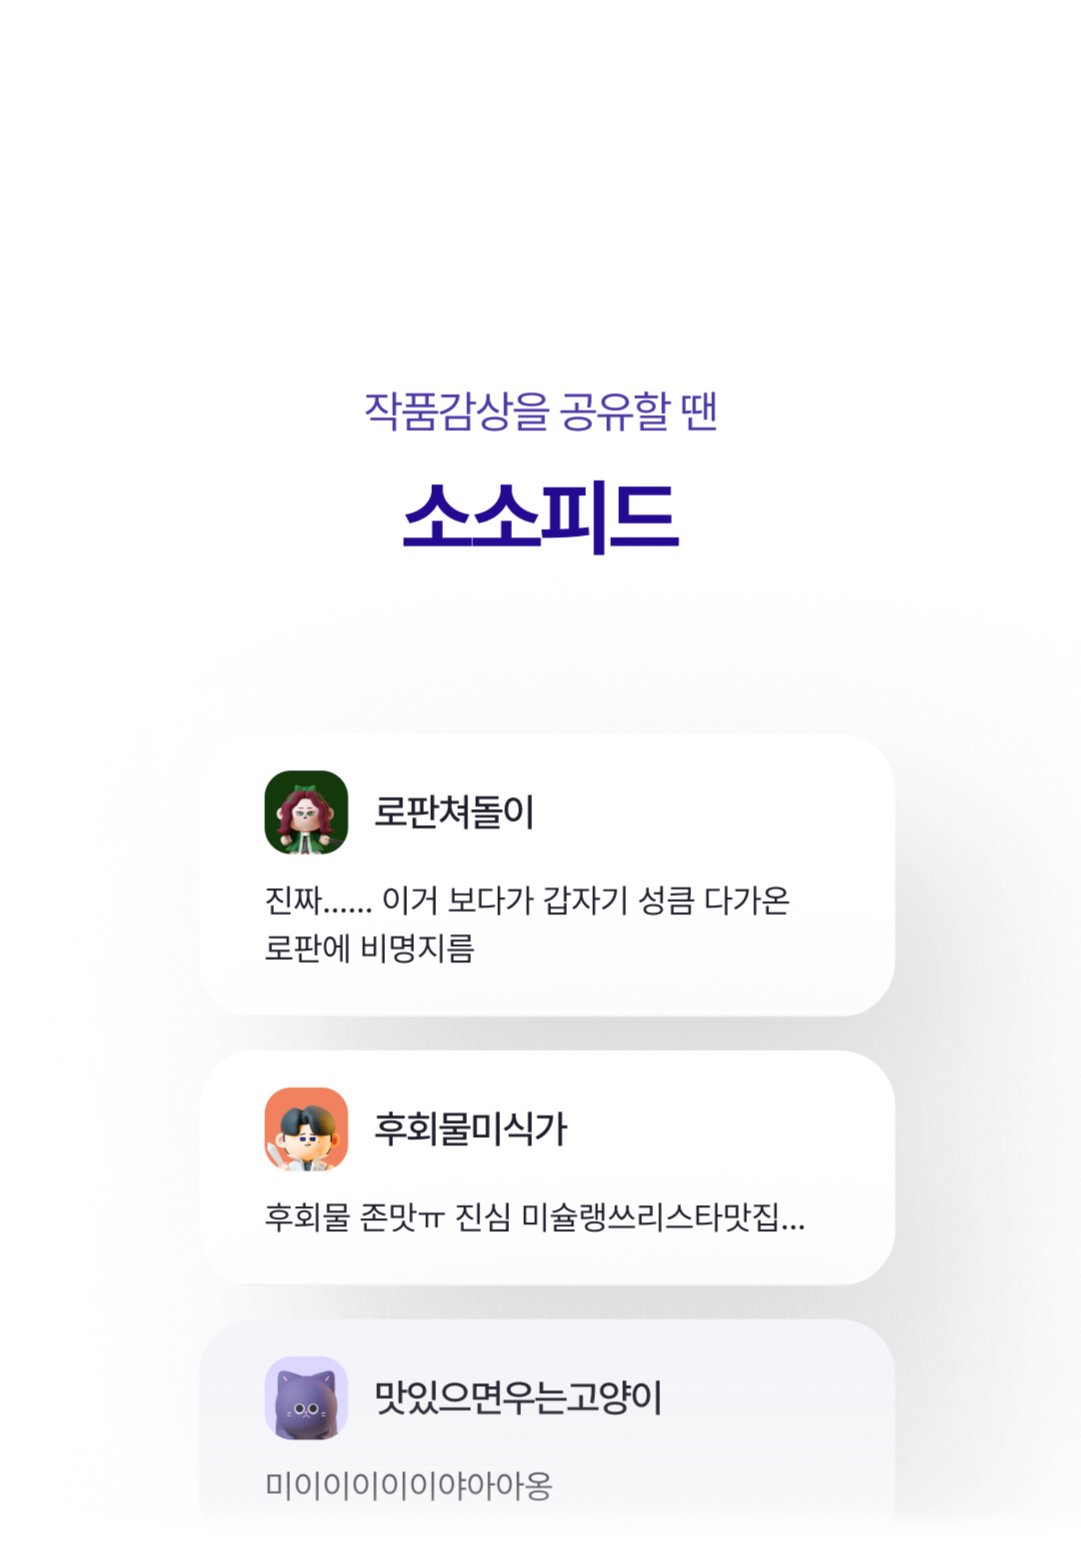 작품감상을 공유할 땐
소소피드
로판쳐돌이
진짜...... 이거 보다가 갑자기 성큼 다가온
로판에 비명지름
후회물미식가
후회물 존맛ㅠ 진심 미슐랭쓰리스타맛집...
맛있으면우는고양이
미이이이이이야아아옹